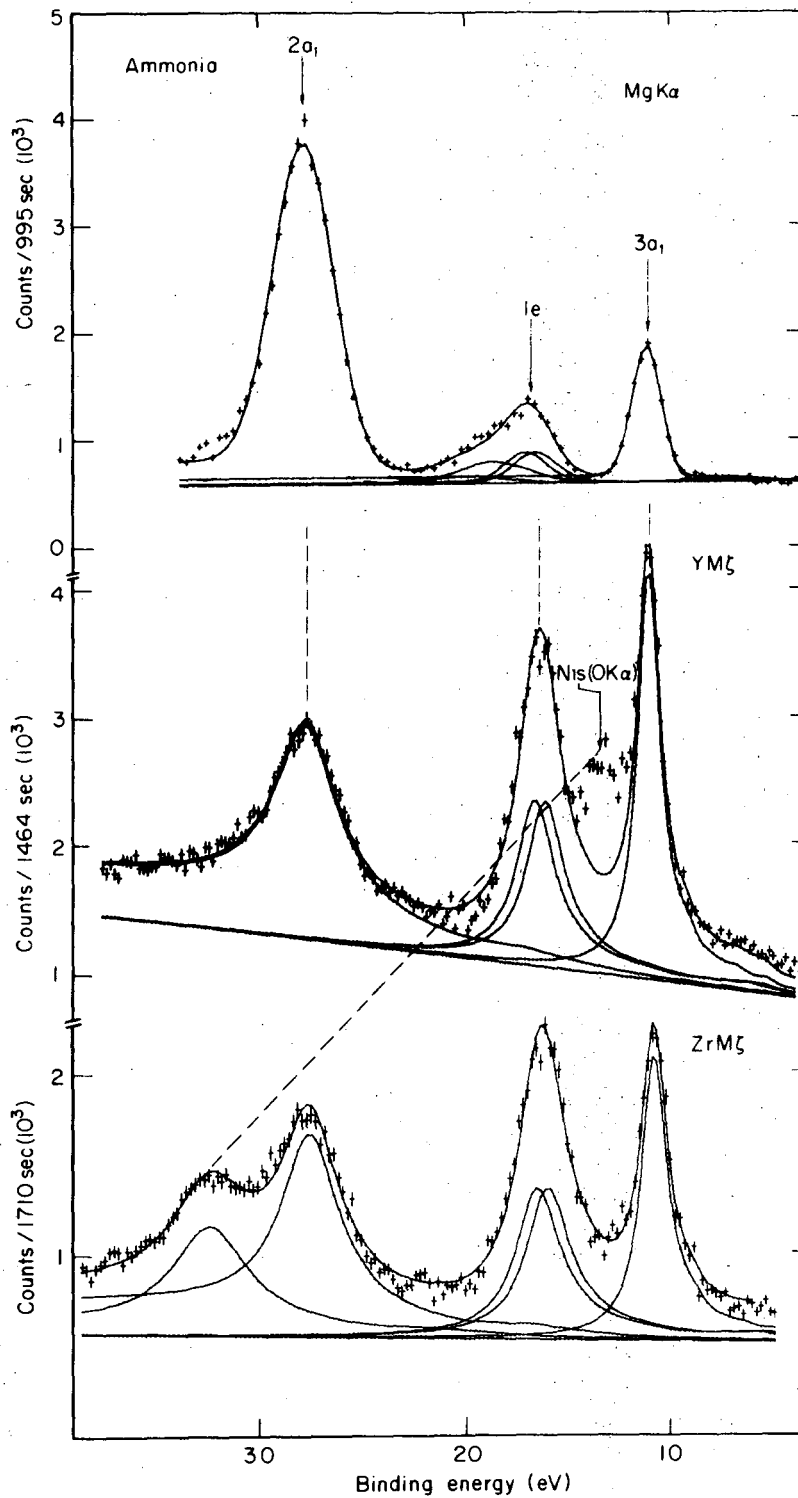 5
Ammonia
2a₁
MgKα
4
3
2
1
0
Counts/995 sec (10³)
1e
3a₁
YMζ
N1s(OKα)
4
3
2
1
Counts/1464 sec (10³)
ZrMζ
2
1
Counts/1710 sec (10³)
30
20
10
Binding energy (eV)